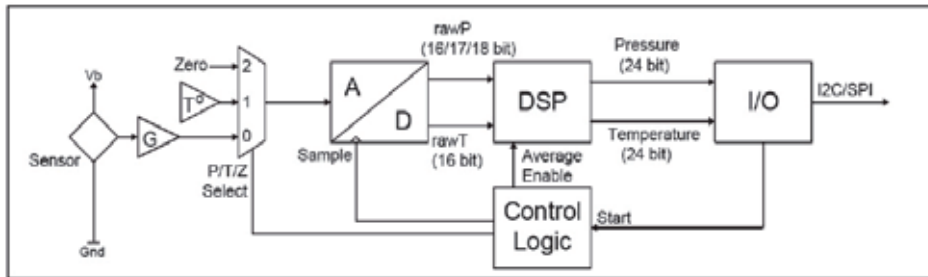 Vb
Sensor
Gnd
G
Zero
T°
2
1
0
P/T/Z
Select
A
D
Sample
rawP
(16/17/18 bit)
rawT
(16 bit)
DSP
Average
Enable
Control
Logic
Start
Pressure
(24 bit)
Temperature
(24 bit)
I/O
I2C/SPI